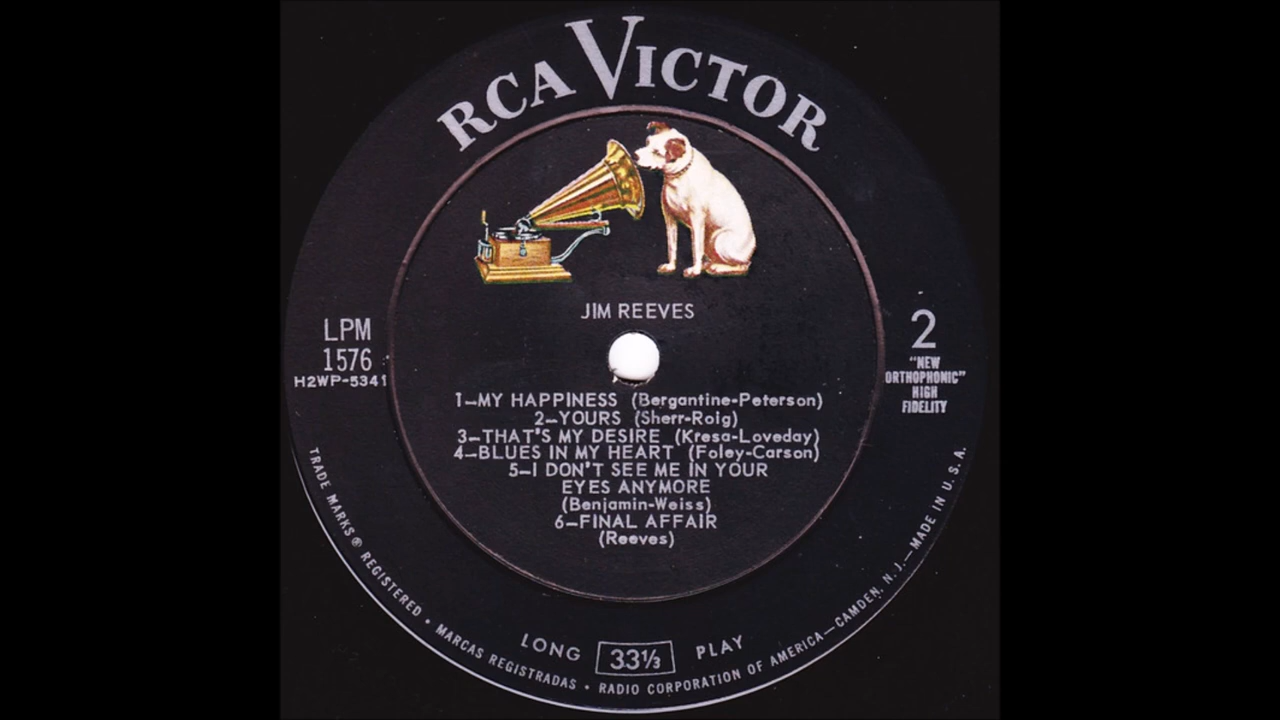 RCA VICTOR
JIM REEVES
LPM
1576
H2WP-5341
2
"NEW
ORTHOPHONIC"
HIGH
FIDELITY
1–MY HAPPINESS (Bergantine-Peterson)
2–YOURS (Sherr-Roig)
3–THAT'S MY DESIRE (Kresa-Loveday)
4–BLUES IN MY HEART (Foley-Carson)
5–I DON'T SEE ME IN YOUR
EYES ANYMORE
(Benjamin-Weiss)
6–FINAL AFFAIR
(Reeves)
LONG 33⅓ PLAY
TRADE MARKS ® REGISTERED • MARCAS REGISTRADAS • RADIO CORPORATION OF AMERICA—CAMDEN, N. J.—MADE IN U. S. A.